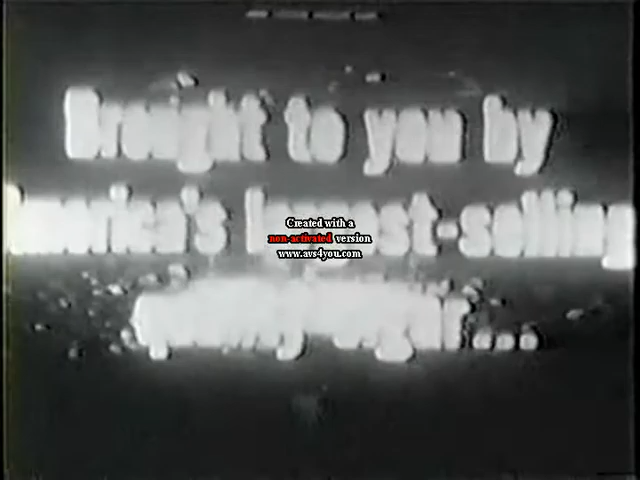 Brought to you by
America's largest-selling
Created with a
non-activated version
www.avs4you.com